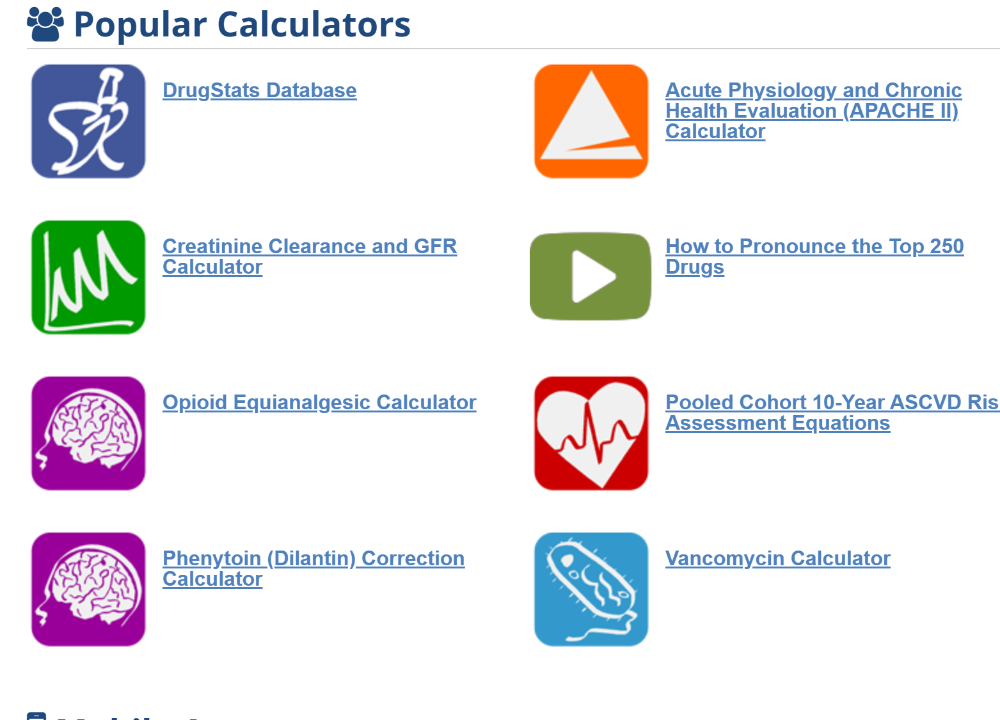 Popular Calculators
DrugStats Database
Acute Physiology and Chronic
Health Evaluation (APACHE II)
Calculator
Creatinine Clearance and GFR
Calculator
How to Pronounce the Top 250
Drugs
Opioid Equianalgesic Calculator
Pooled Cohort 10-Year ASCVD Ris
Assessment Equations
Phenytoin (Dilantin) Correction
Calculator
Vancomycin Calculator